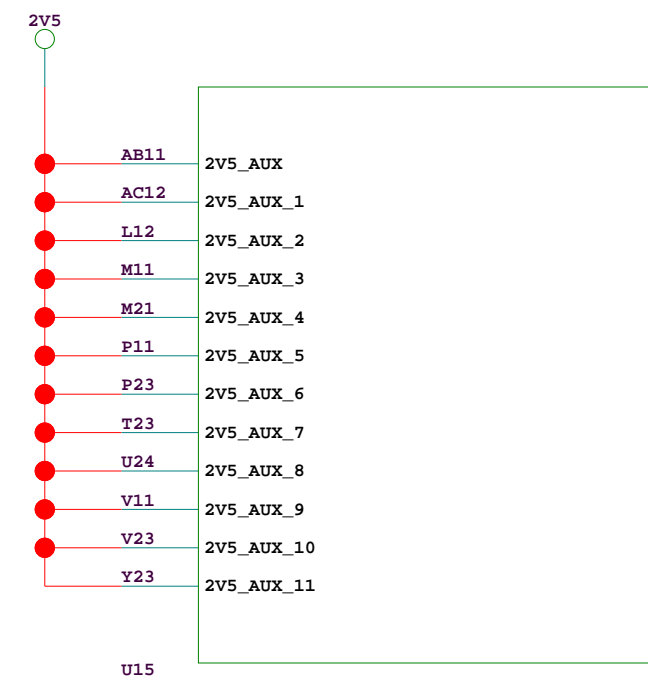 2V5
AB11 2V5_AUX
AC12 2V5_AUX_1
L12 2V5_AUX_2
M11 2V5_AUX_3
M21 2V5_AUX_4
P11 2V5_AUX_5
P23 2V5_AUX_6
T23 2V5_AUX_7
U24 2V5_AUX_8
V11 2V5_AUX_9
V23 2V5_AUX_10
Y23 2V5_AUX_11
U15